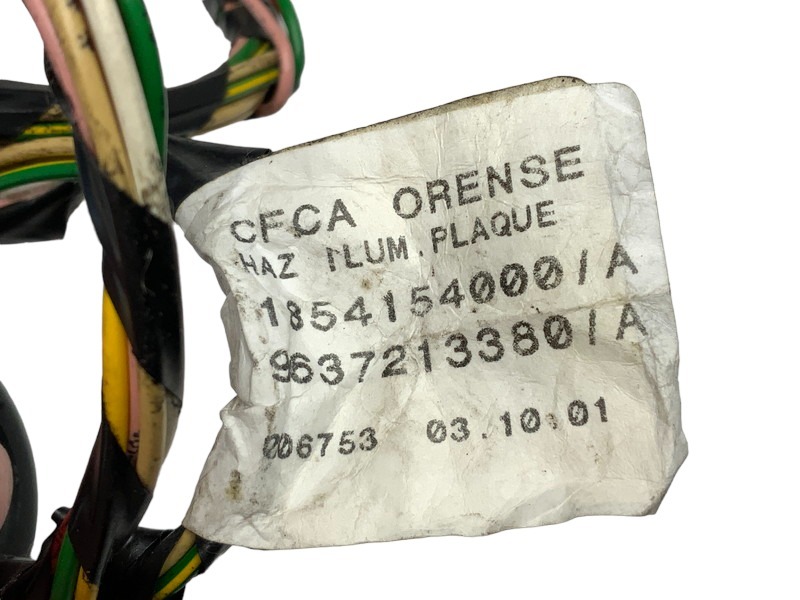 CFCA ORENSE
HAZ ILUM.PLAQUE
1854154000/A
9637213380/A
006753 03.10.01